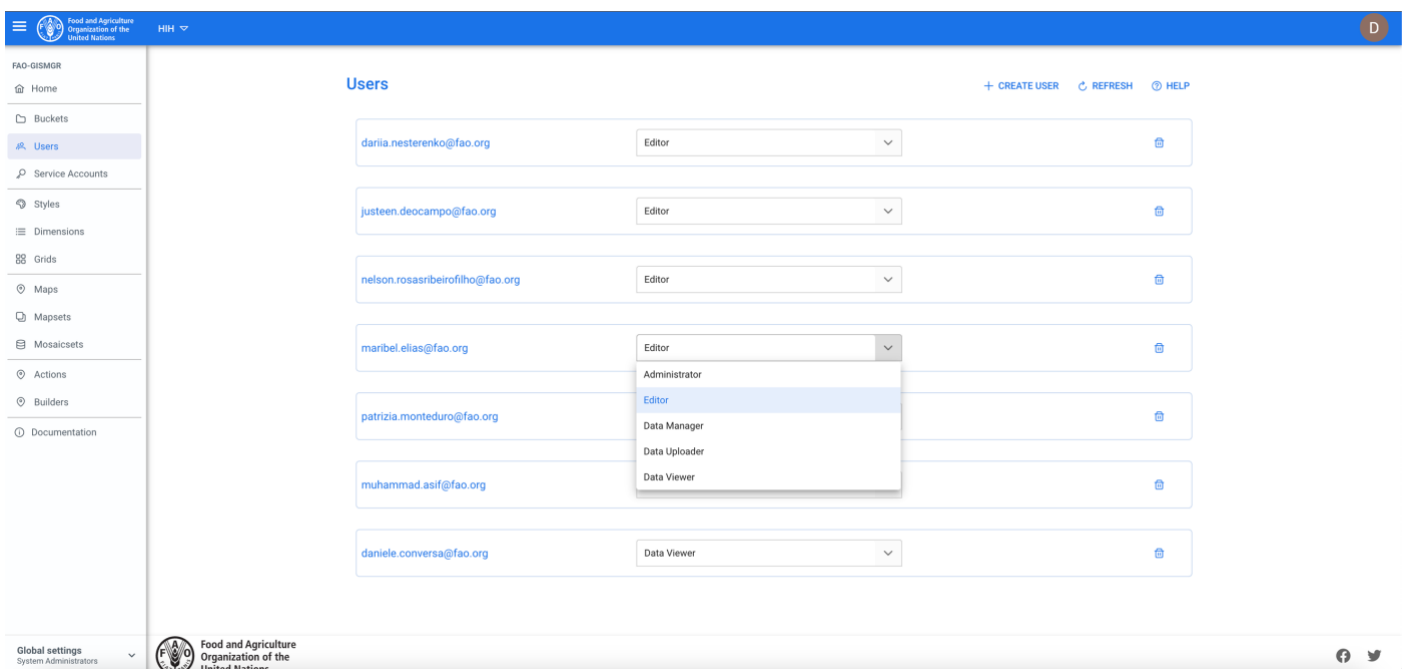 Food and Agriculture
Organization of the
United Nations
HIH
D
FAO-GISMGR
Home
Buckets
Users
Service Accounts
Styles
Dimensions
Grids
Maps
Mapsets
Mosaicsets
Actions
Builders
Documentation
Global settings
System Administrators
Users
CREATE USER
REFRESH
HELP
dariia.nesterenko@fao.org
Editor
justeen.deocampo@fao.org
Editor
nelson.rosasribeirofilho@fao.org
Editor
maribel.elias@fao.org
Editor
Administrator
Editor
Data Manager
Data Uploader
Data Viewer
patrizia.monteduro@fao.org
muhammad.asif@fao.org
daniele.conversa@fao.org
Data Viewer
Food and Agriculture
Organization of the
United Nations